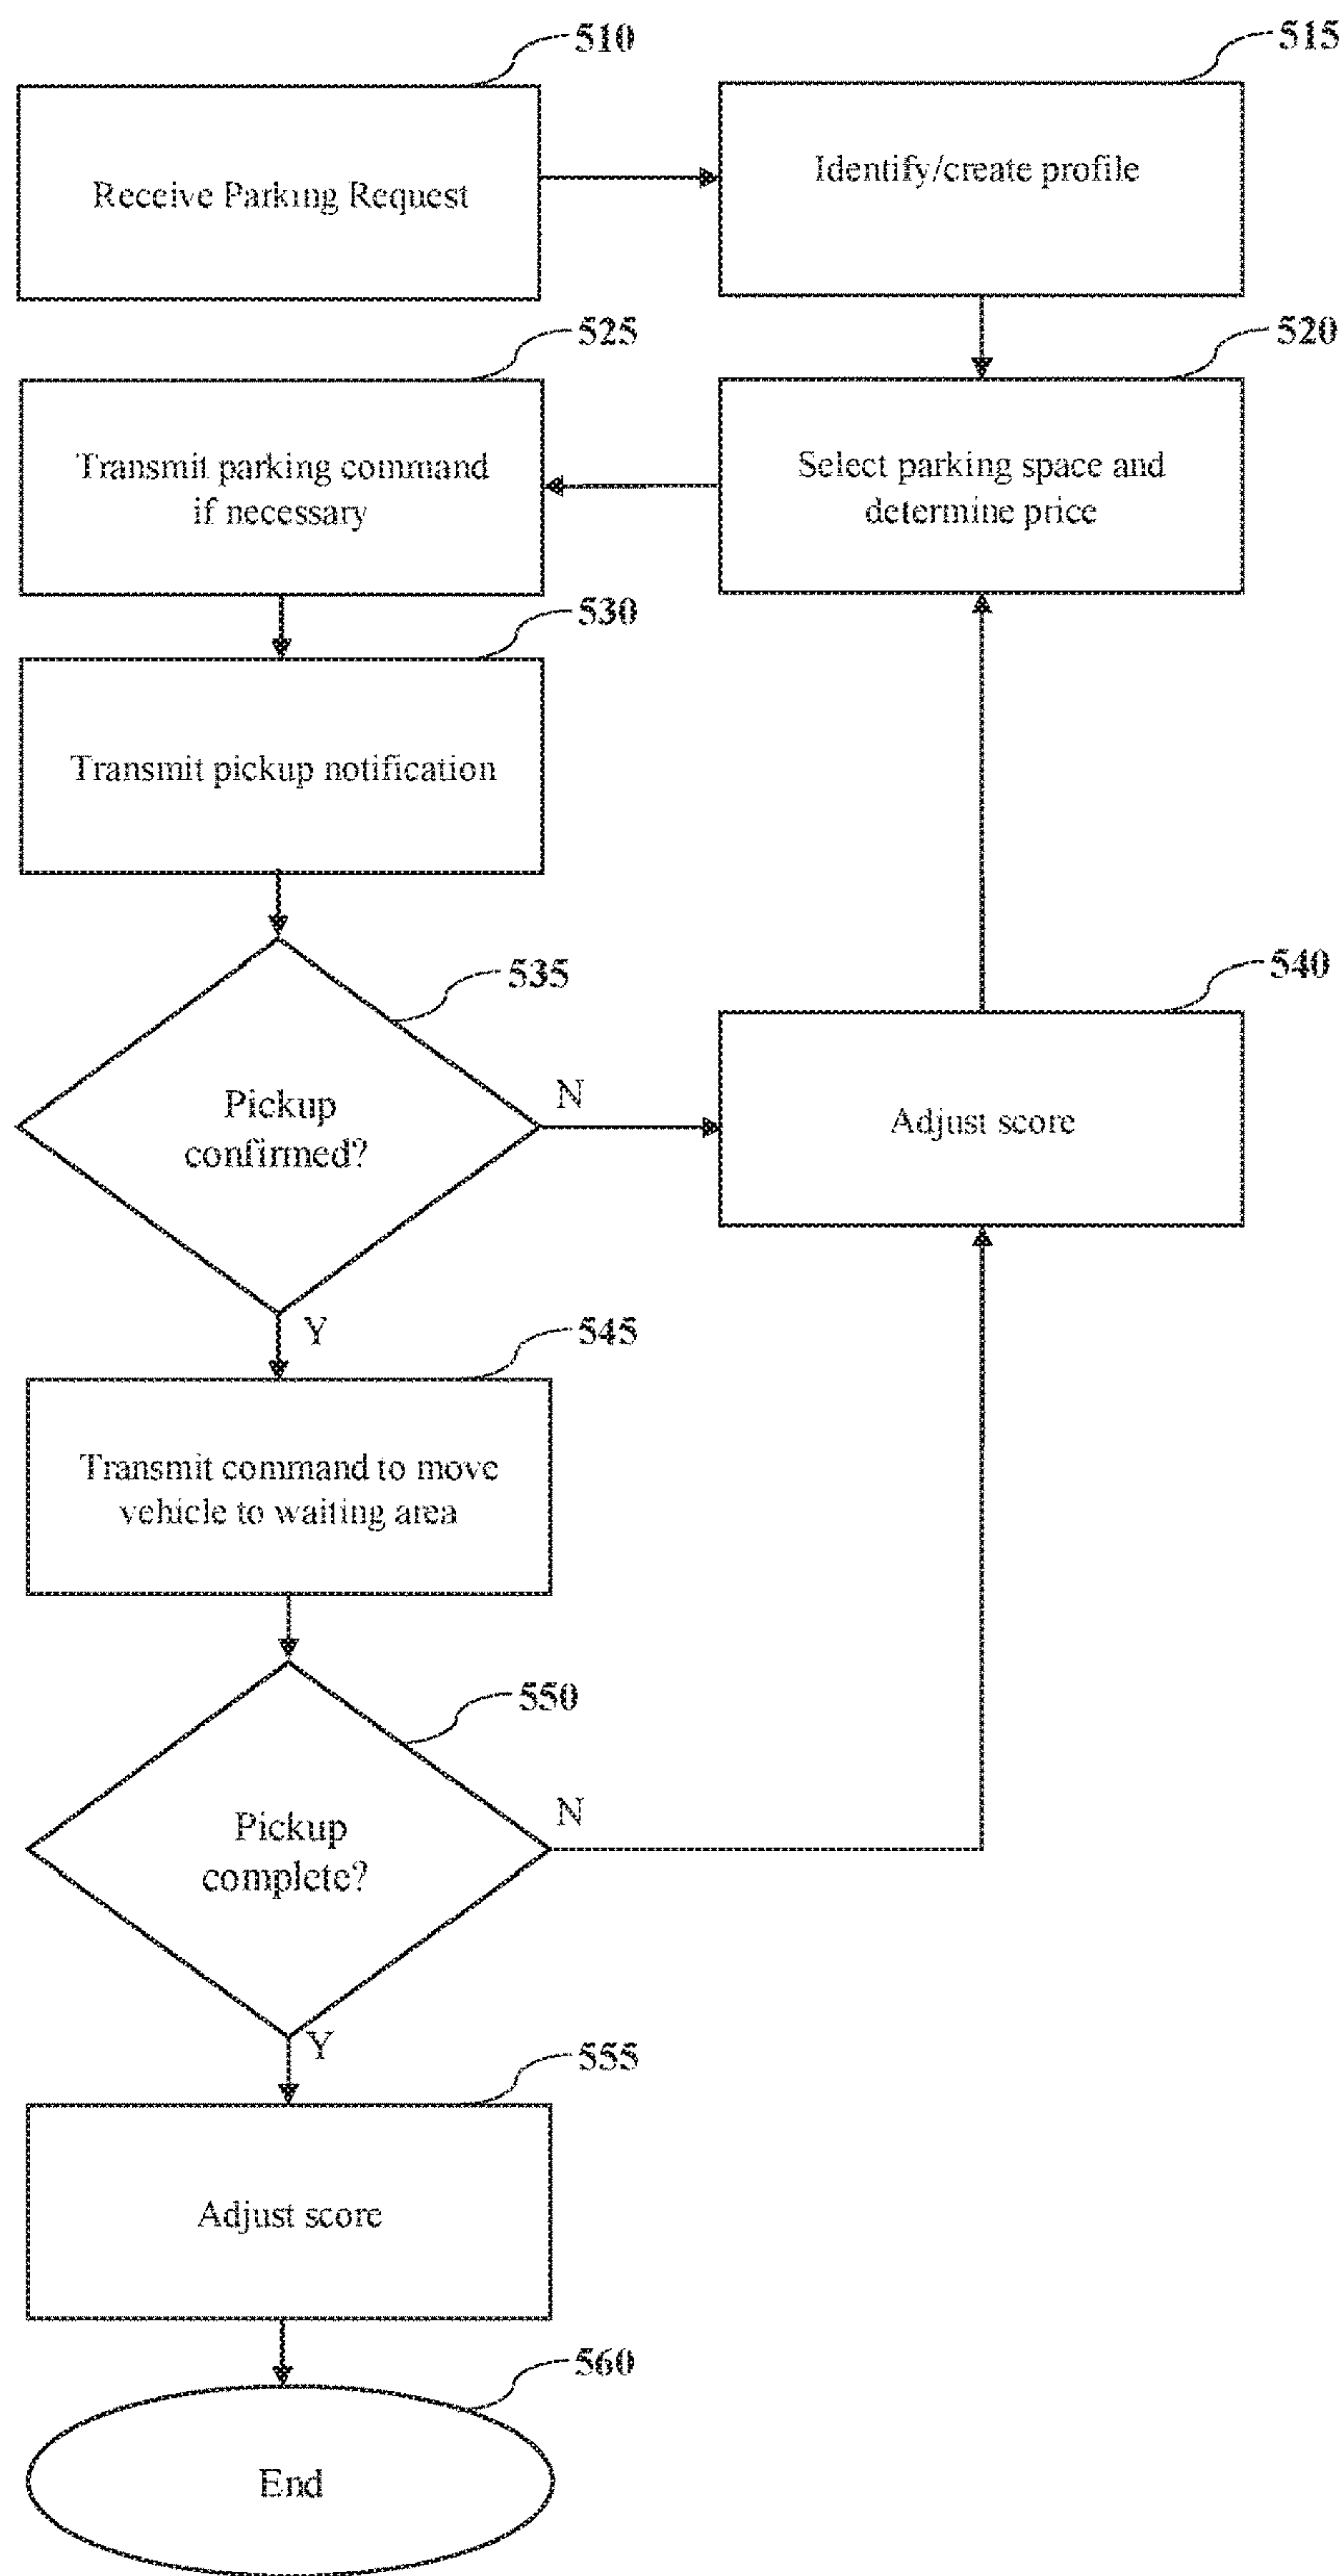 510
Receive Parking Request
515
Identify/create profile
525
Transmit parking command
if necessary
520
Select parking space and
determine price
530
Transmit pickup notification
535
Pickup
confirmed?
N
540
Adjust score
Y
545
Transmit command to move
vehicle to waiting area
550
Pickup
complete?
N
Y
555
Adjust score
560
End